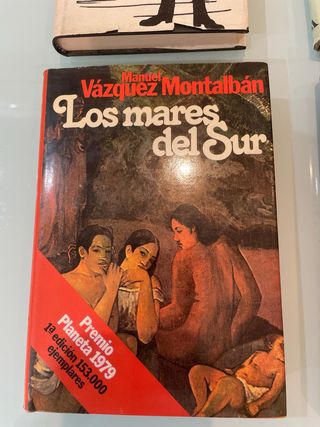 Manuel
Vázquez Montalbán
Los mares
del Sur
Premio
Planeta 1979
1ª edición 153.000
ejemplares